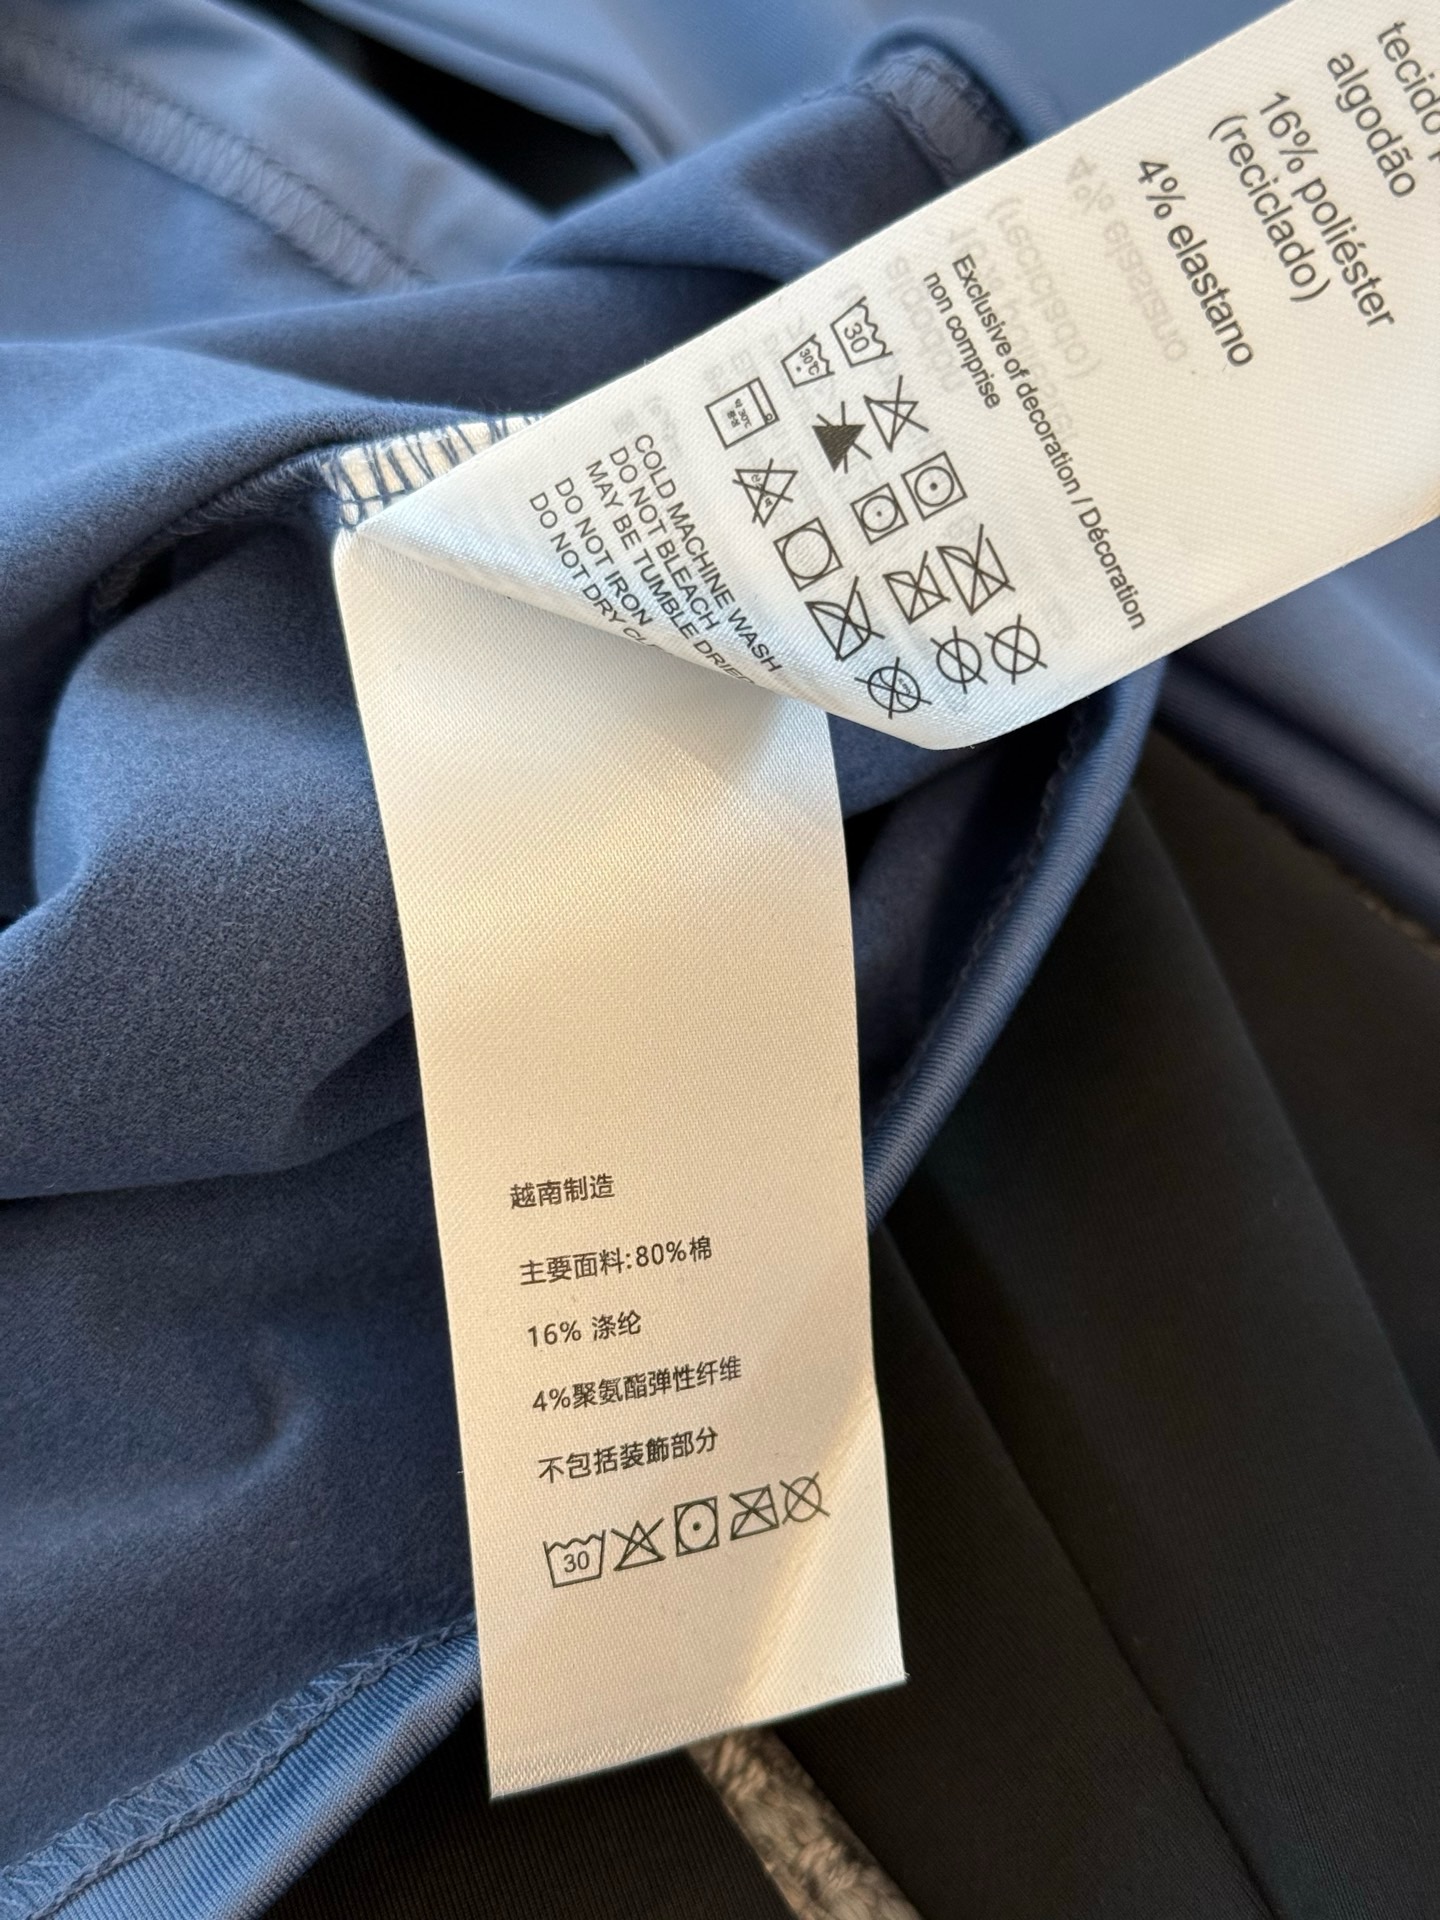 algodão
16% poliéster
(reciclado)
4% elastano
Exclusive of decoration / Décoration
non comprise
30
30℃
COLD MACHINE WASH
DO NOT BLEACH
MAY BE TUMBLE DRIED
DO NOT IRON
DO NOT DRY
越南制造
主要面料:80%棉
16% 涤纶
4%聚氨酯弹性纤维
不包括装飾部分
30